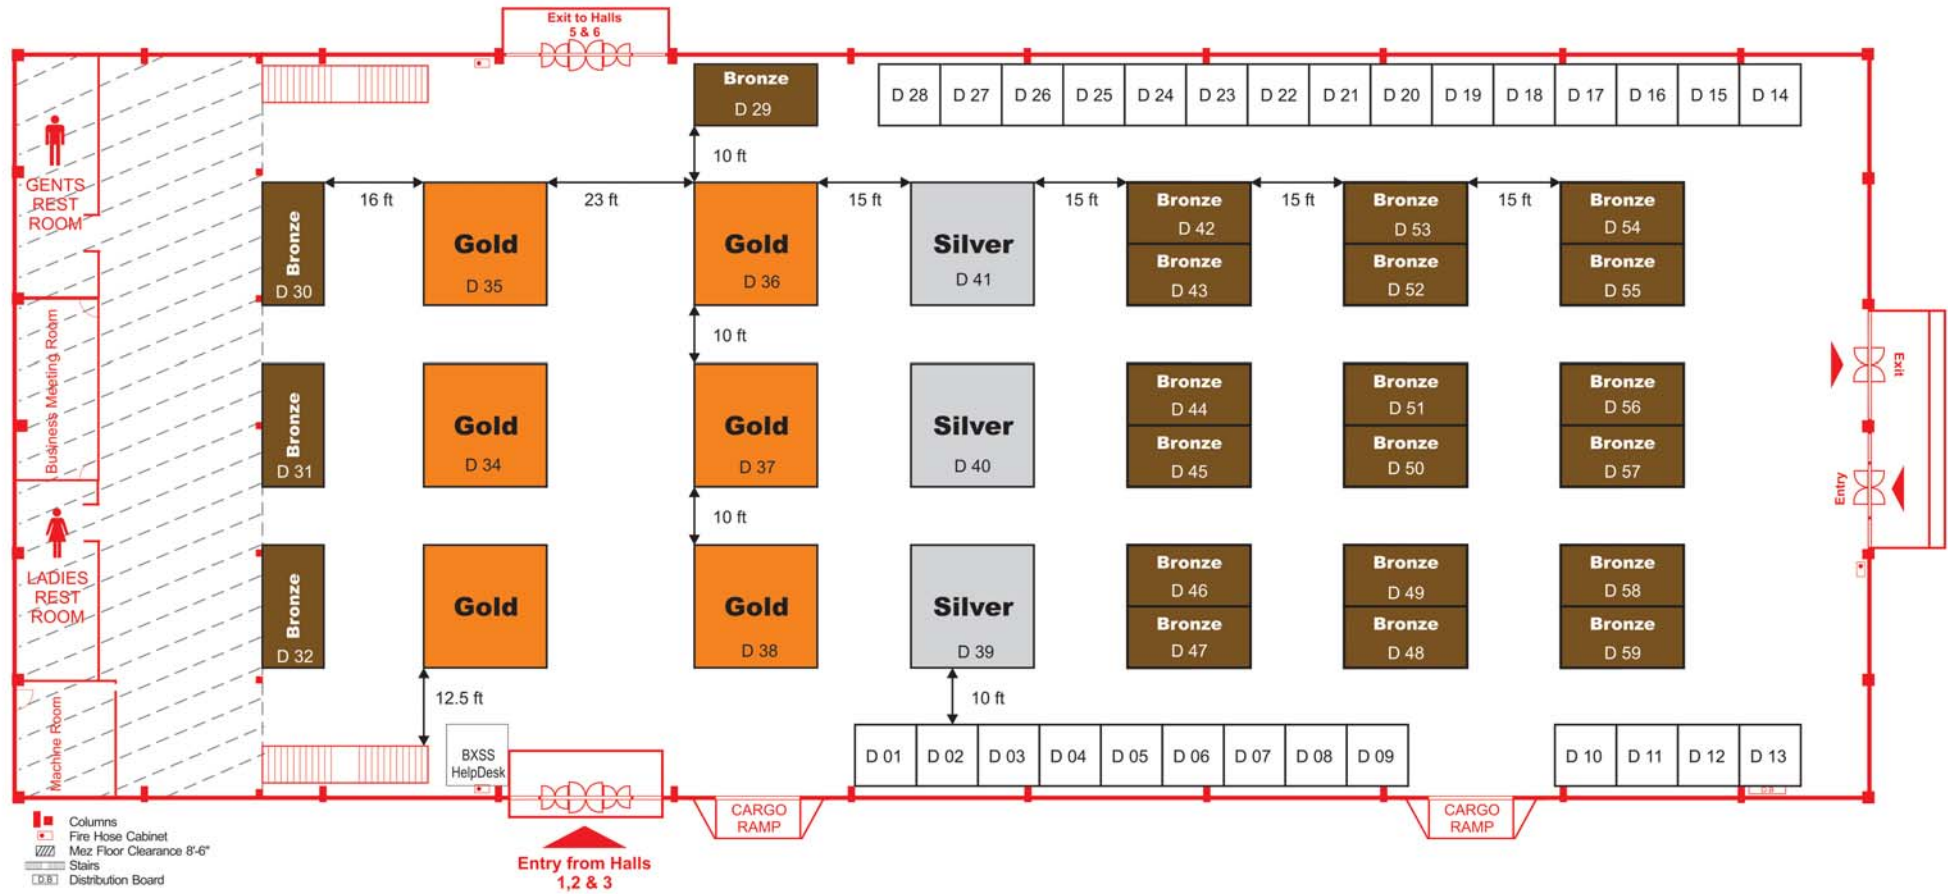 Exit to Halls
5 & 6
Bronze
D 29
D 28
D 27
D 26
D 25
D 24
D 23
D 22
D 21
D 20
D 19
D 18
D 17
D 16
D 15
D 14
10 ft
GENTS
REST
ROOM
16 ft
23 ft
15 ft
15 ft
15 ft
15 ft
Bronze
D 30
Gold
D 35
Gold
D 36
Silver
D 41
Bronze
D 42
Bronze
D 43
Bronze
D 53
Bronze
D 52
Bronze
D 54
Bronze
D 55
10 ft
Business Meeting Room
Bronze
D 31
Gold
D 34
Gold
D 37
Silver
D 40
Bronze
D 44
Bronze
D 45
Bronze
D 51
Bronze
D 50
Bronze
D 56
Bronze
D 57
Exit
Entry
10 ft
LADIES
REST
ROOM
Bronze
D 32
Gold
Gold
D 38
Silver
D 39
Bronze
D 46
Bronze
D 47
Bronze
D 49
Bronze
D 48
Bronze
D 58
Bronze
D 59
Machine Room
12.5 ft
10 ft
BXSS
HelpDesk
D 01
D 02
D 03
D 04
D 05
D 06
D 07
D 08
D 09
D 10
D 11
D 12
D 13
D.B
CARGO
RAMP
CARGO
RAMP
Entry from Halls
1,2 & 3
Columns
Fire Hose Cabinet
Mez Floor Clearance 8'-6"
Stairs
D.B Distribution Board